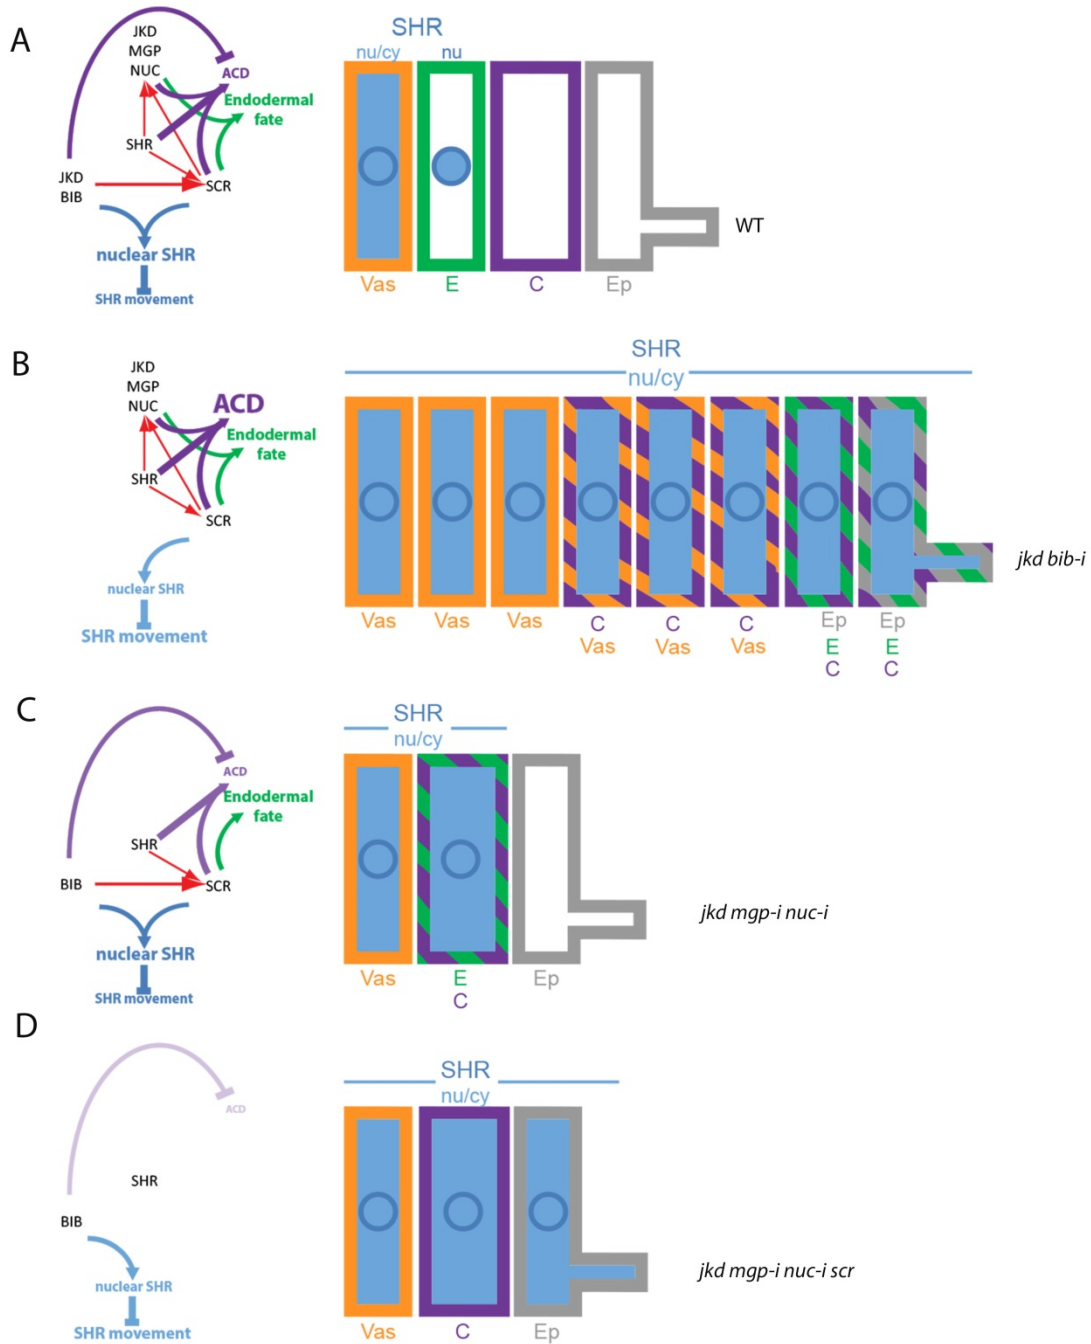 A
JKD
MGP
NUC
ACD
Endodermal
fate
SHR
JKD
BIB
SCR
nuclear SHR
SHR movement
SHR
nu/cy
nu
Vas
E
C
Ep
WT
B
JKD
MGP
NUC
ACD
Endodermal
fate
SHR
SCR
nuclear SHR
SHR movement
SHR
nu/cy
Vas Vas Vas C C C Ep Ep
Vas Vas Vas E E
C C
jkd bib-i
C
ACD
Endodermal
fate
SHR
BIB
SCR
nuclear SHR
SHR movement
SHR
nu/cy
Vas E Ep
C
jkd mgp-i nuc-i
D
ACD
SHR
BIB
nuclear SHR
SHR movement
SHR
nu/cy
Vas C Ep
jkd mgp-i nuc-i scr